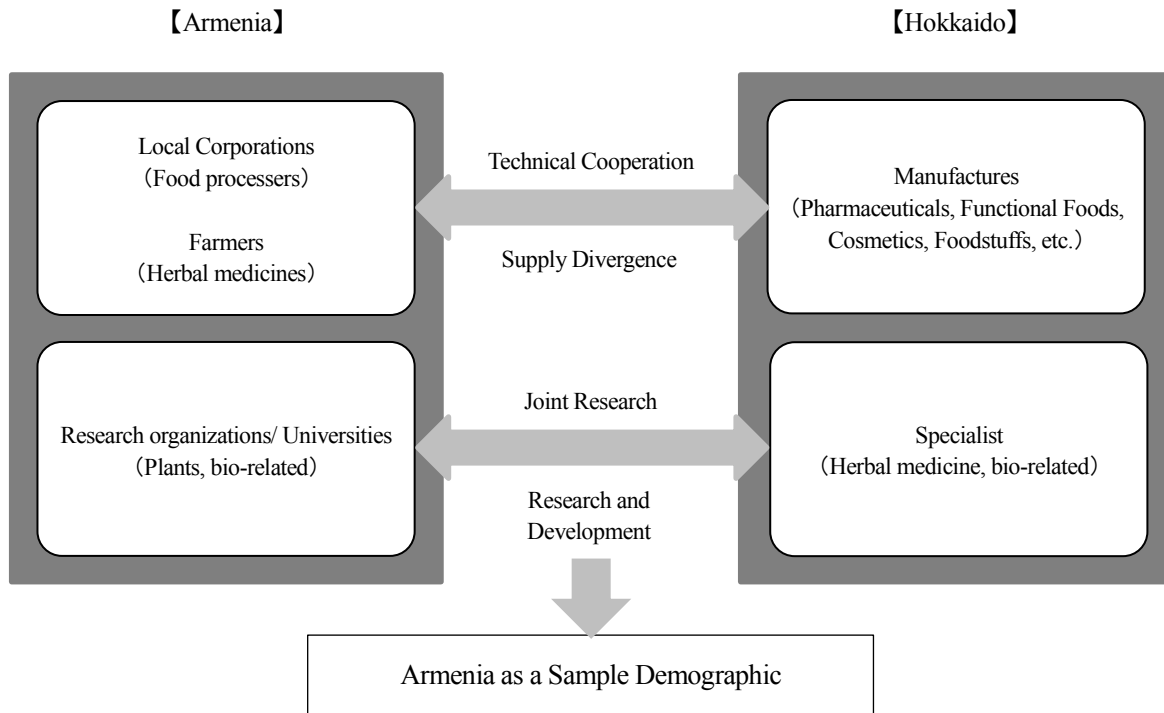 【Armenia】
【Hokkaido】
Local Corporations
（Food processers）
Farmers
（Herbal medicines）
Technical Cooperation
Supply Divergence
Manufactures
（Pharmaceuticals, Functional Foods,
Cosmetics, Foodstuffs, etc.）
Research organizations/ Universities
（Plants, bio-related）
Joint Research
Research and
Development
Specialist
（Herbal medicine, bio-related）
Armenia as a Sample Demographic